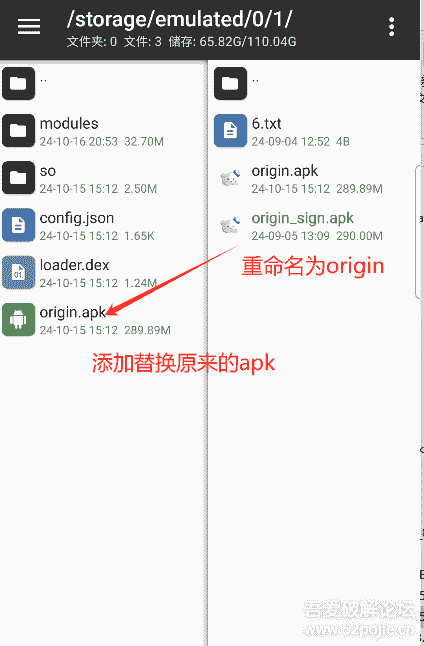 /storage/emulated/0/1/
文件夹: 0 文件: 3 储存: 65.82G/110.04G
..
modules
24-10-16 20:53 32.70M
so
24-10-15 15:12 2.50M
config.json
24-10-15 15:12 1.65K
loader.dex
24-10-15 15:12 1.24M
origin.apk
24-10-15 15:12 289.89M
..
6.txt
24-09-04 12:52 4B
origin.apk
24-10-15 15:12 289.89M
origin_sign.apk
24-09-05 13:09 290.00M
重命名为origin
添加替换原来的apk
01
吾爱破解论坛
www.52pojie.cn